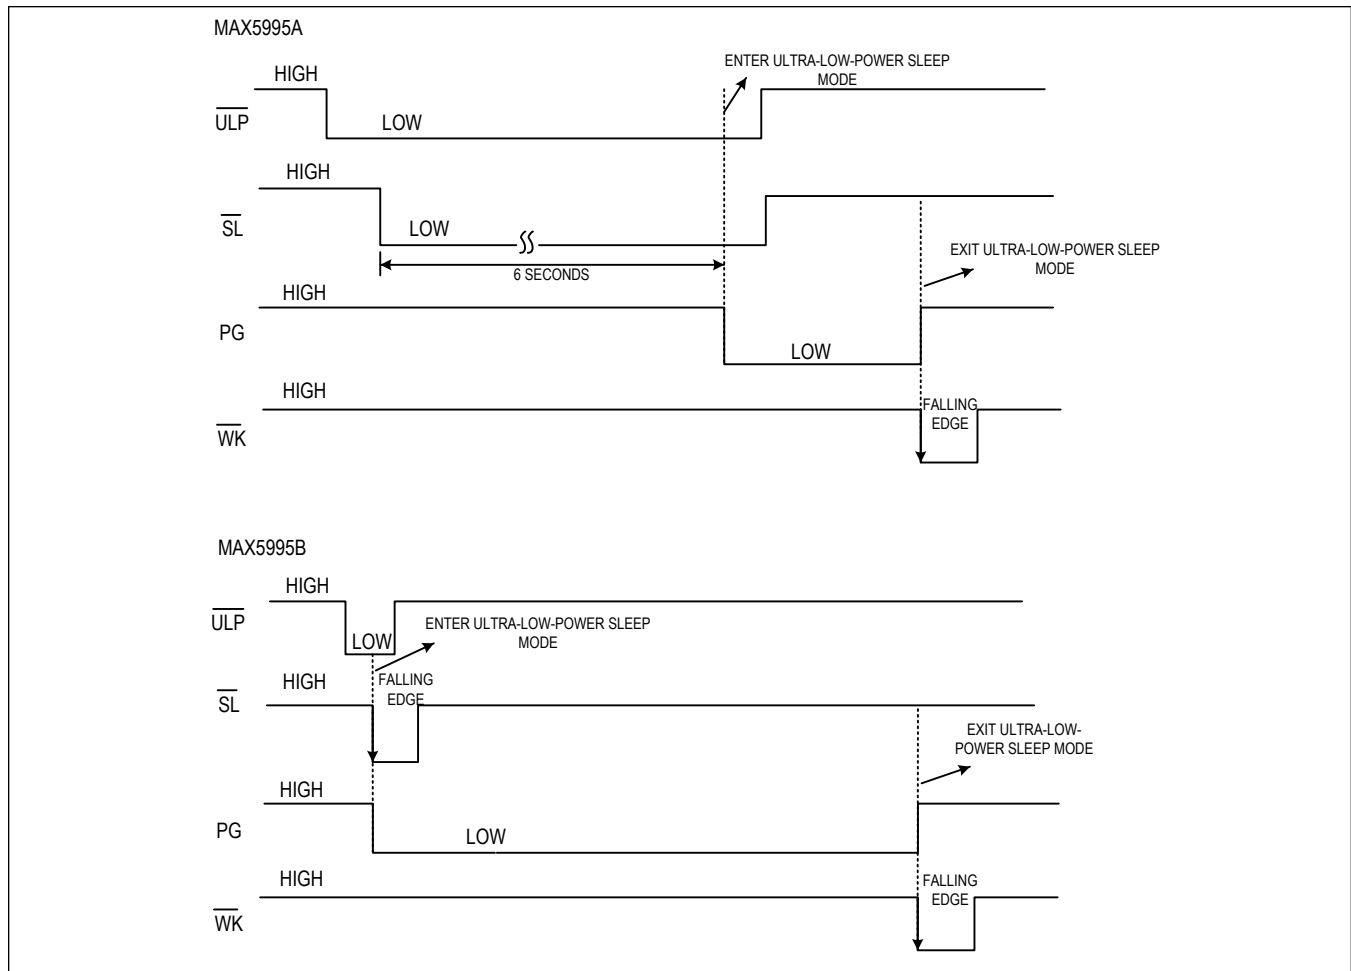 MAX5995A
ENTER ULTRA-LOW-POWER SLEEP
MODE
HIGH
ULP
LOW
HIGH
SL
LOW
6 SECONDS
EXIT ULTRA-LOW-POWER SLEEP
MODE
HIGH
PG
LOW
HIGH
FALLING
EDGE
WK
MAX5995B
HIGH
ULP
LOW
ENTER ULTRA-LOW-POWER SLEEP
MODE
HIGH
SL
FALLING
EDGE
EXIT ULTRA-LOW-
POWER SLEEP MODE
HIGH
PG
LOW
HIGH
FALLING
EDGE
WK